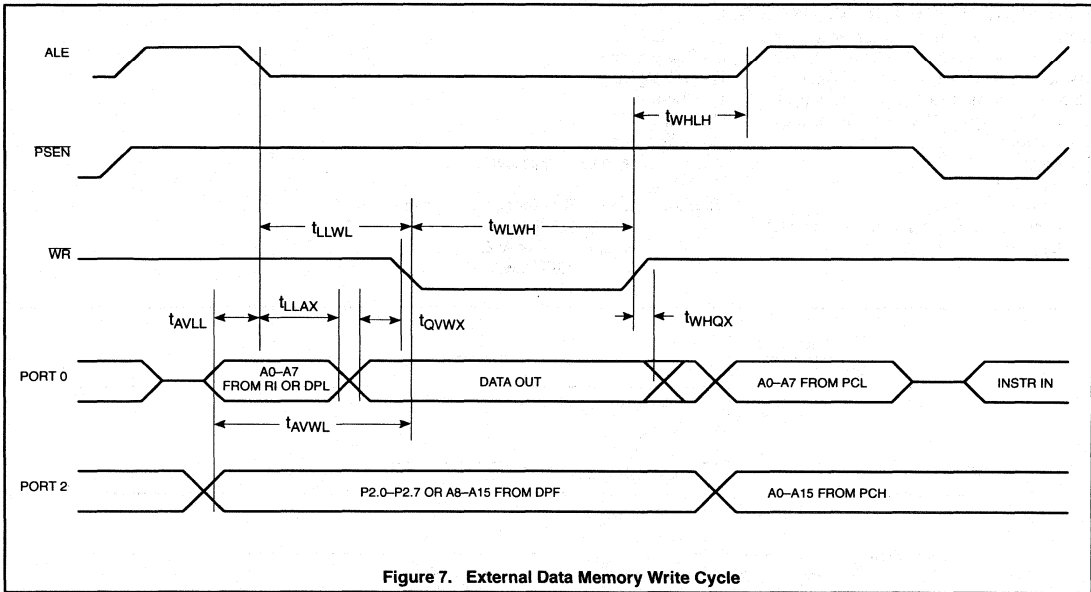 ALE
tWHLH
PSEN
tLLWL
tWLWH
WR
tAVLL
tLLAX
tQVWX
tWHQX
PORT 0
A0–A7
FROM RI OR DPL
DATA OUT
A0–A7 FROM PCL
INSTR IN
tAVWL
PORT 2
P2.0–P2.7 OR A8–A15 FROM DPF
A0–A15 FROM PCH
Figure 7. External Data Memory Write Cycle